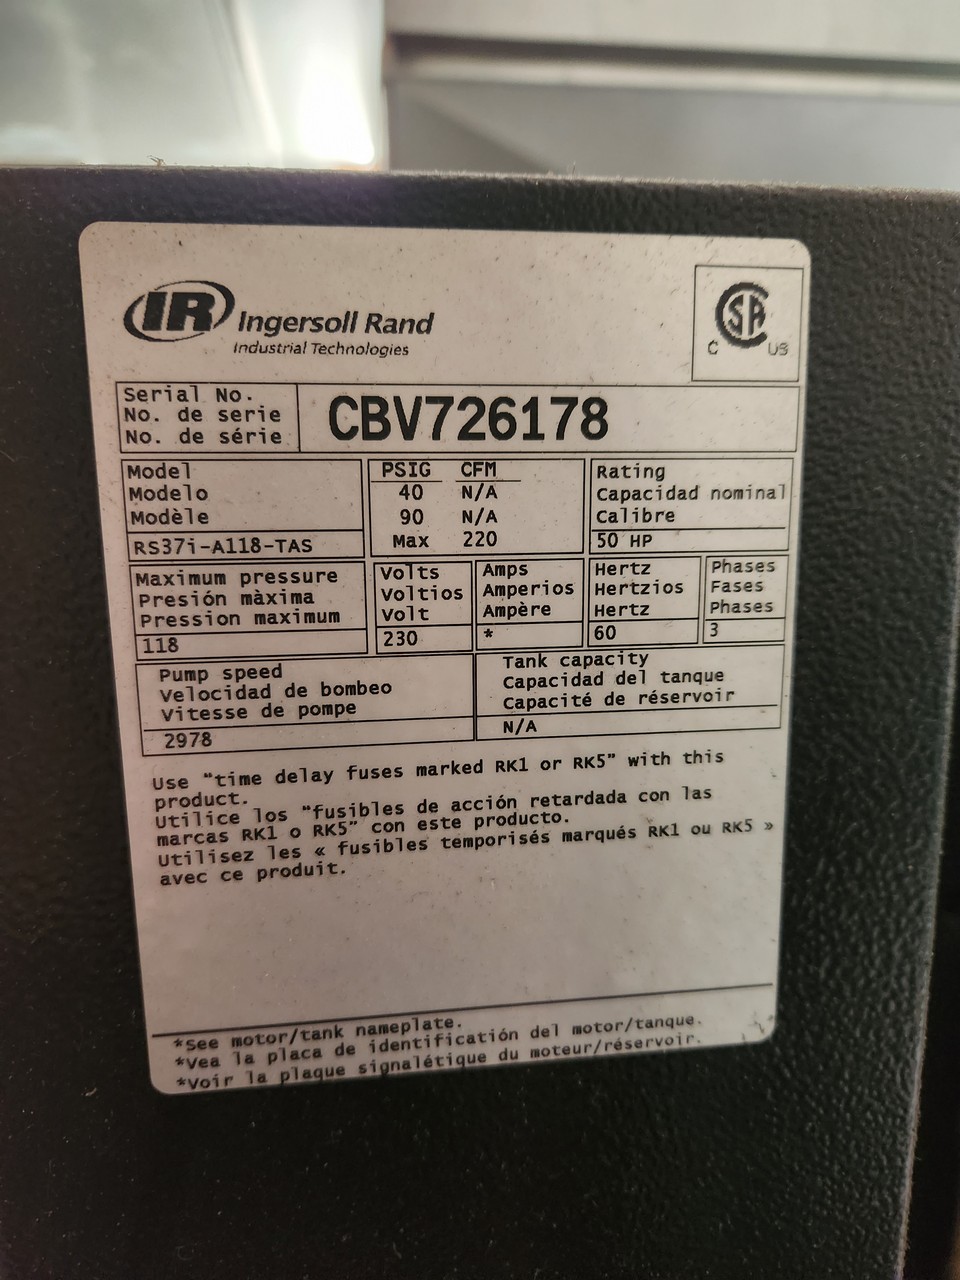 IR Ingersoll Rand
Industrial Technologies
CSA
C US
Serial No.
No. de serie
No. de série
CBV726178
Model
Modelo
Modèle
RS37i-A118-TAS
PSIG CFM
40 N/A
90 N/A
Max 220
Rating
Capacidad nominal
Calibre
50 HP
Maximum pressure
Presión màxima
Pression maximum
118
Volts
Voltios
Volt
230
Amps
Amperios
Ampère
*
Hertz
Hertzios
Hertz
60
Phases
Fases
Phases
3
Pump speed
Velocidad de bombeo
Vitesse de pompe
2978
Tank capacity
Capacidad del tanque
Capacité de réservoir
N/A
Use "time delay fuses marked RK1 or RK5" with this
product.
Utilice los "fusibles de acción retardada con las
marcas RK1 o RK5" con este producto.
Utilisez les « fusibles temporisés marqués RK1 ou RK5 »
avec ce produit.
*See motor/tank nameplate.
*Vea la placa de identificación del motor/tanque.
*Voir la plaque signalétique du moteur/réservoir.